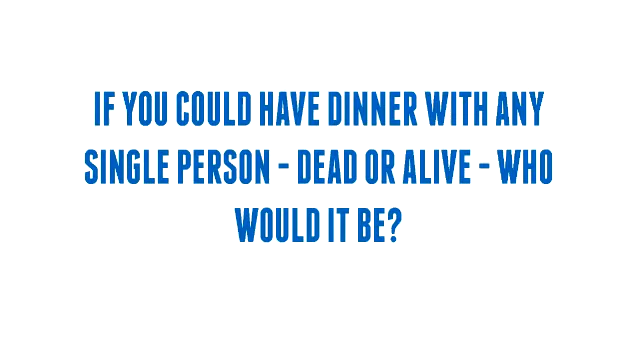 IF YOU COULD HAVE DINNER WITH ANY
SINGLE PERSON - DEAD OR ALIVE - WHO
WOULD IT BE?